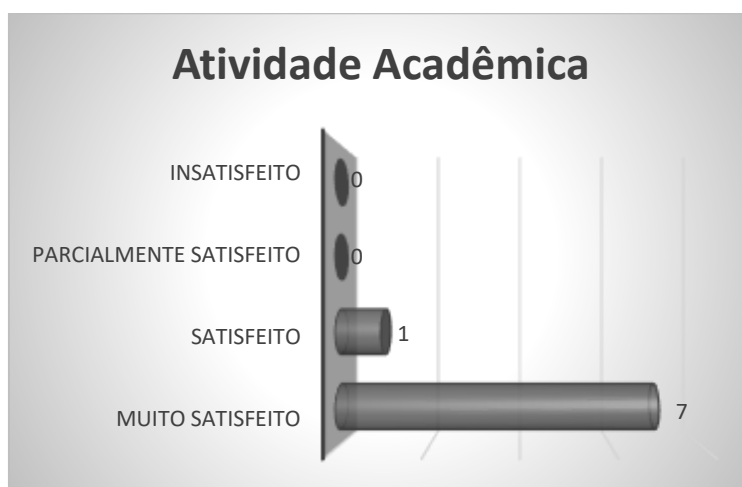 Atividade Acadêmica
INSATISFEITO 0
PARCIALMENTE SATISFEITO 0
SATISFEITO 1
MUITO SATISFEITO 7